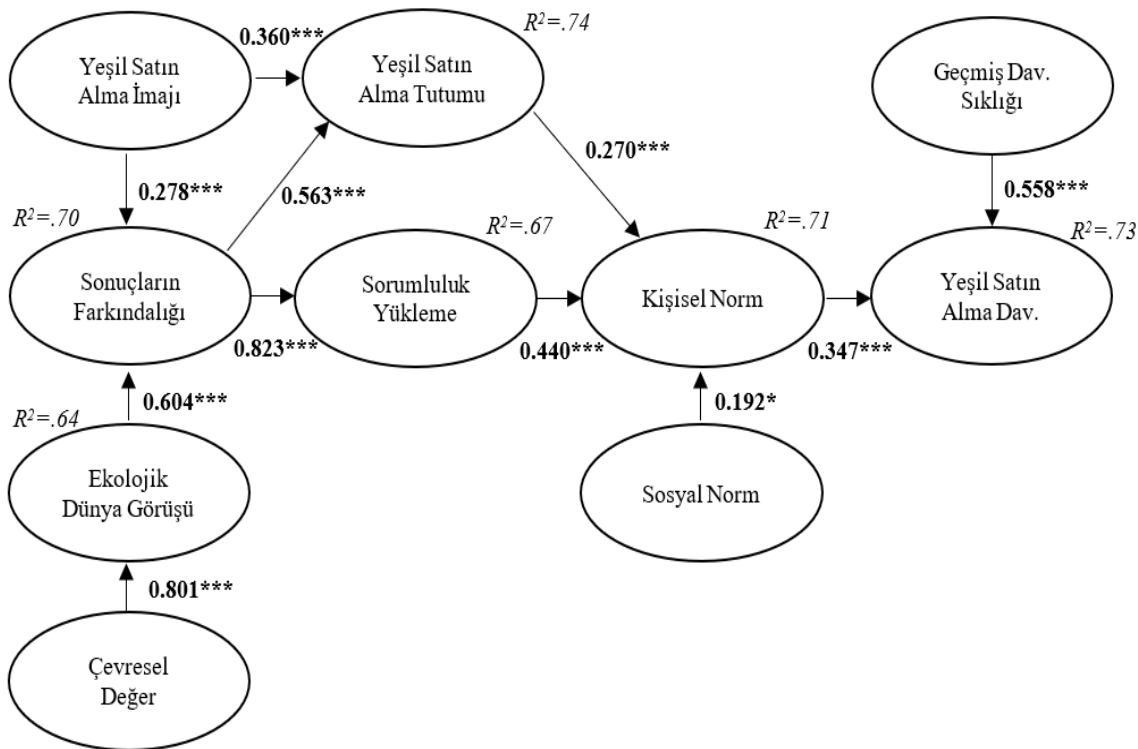 Yeşil Satın
Alma İmajı
0.360***
Yeşil Satın
Alma Tutumu
R²=.74
Geçmiş Dav.
Sıklığı
0.278***
0.563***
0.270***
0.558***
R²=.70
Sonuçların
Farkındalığı
0.823***
R²=.67
Sorumluluk
Yükleme
0.440***
R²=.71
Kişisel Norm
0.347***
R²=.73
Yeşil Satın
Alma Dav.
0.604***
0.192*
R²=.64
Ekolojik
Dünya Görüşü
Sosyal Norm
0.801***
Çevresel
Değer